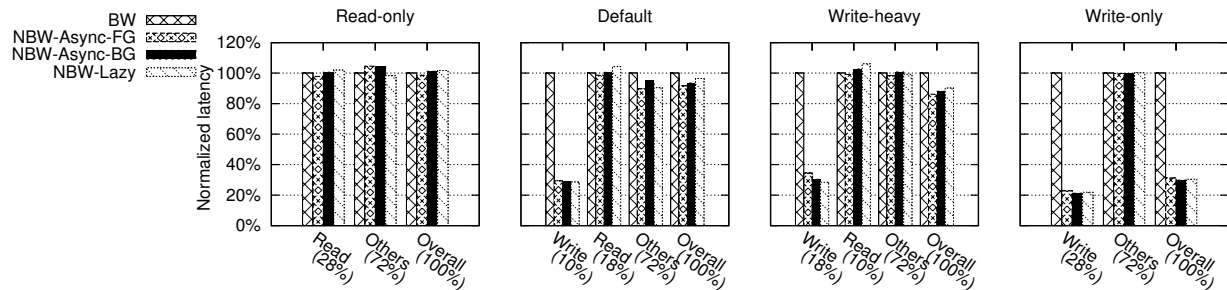 BW
NBW-Async-FG
NBW-Async-BG
NBW-Lazy
Normalized latency
120%
100%
80%
60%
40%
20%
0%
Read-only
Read
(28%)
Others
(72%)
Overall
(100%)
Default
Write
(10%)
Read
(18%)
Others
(72%)
Overall
(100%)
Write-heavy
Write
(18%)
Read
(10%)
Others
(72%)
Overall
(100%)
Write-only
Write
(28%)
Others
(72%)
Overall
(100%)